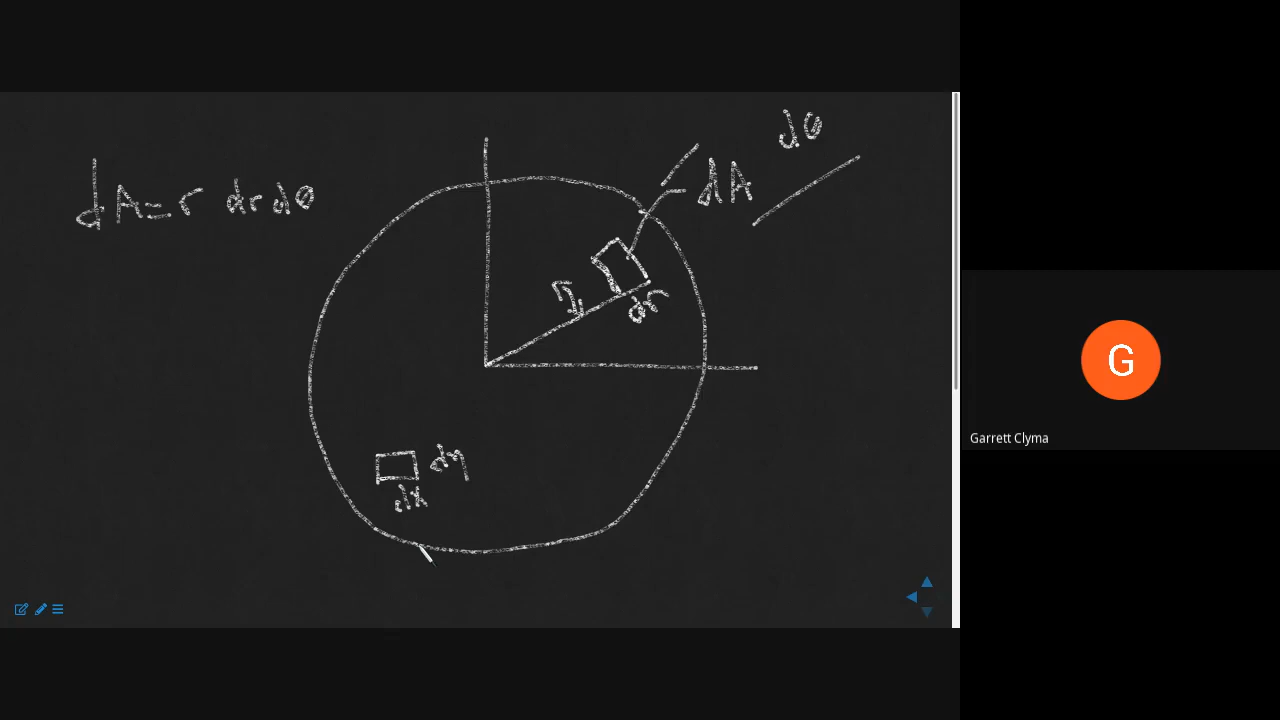 dθ
dA
dA = r dr dθ
r
dr
dy
dx
G
Garrett Clyma